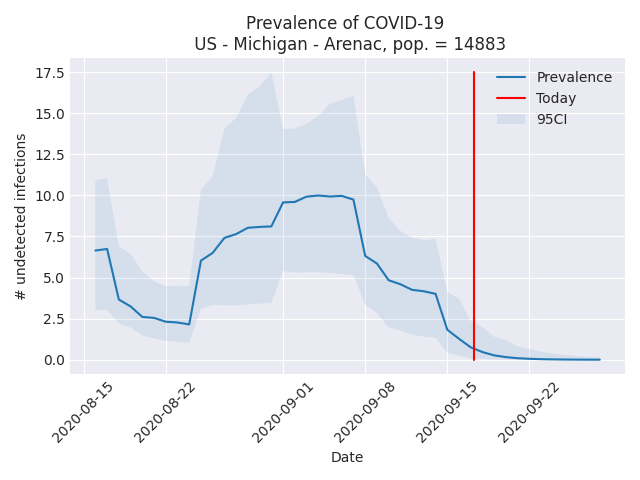 Prevalence of COVID-19
US - Michigan - Arenac, pop. = 14883
17.5
15.0
12.5
10.0
7.5
5.0
2.5
0.0
# undetected infections
Prevalence
Today
95CI
2020-08-15
2020-08-22
2020-09-01
2020-09-08
2020-09-15
2020-09-22
Date